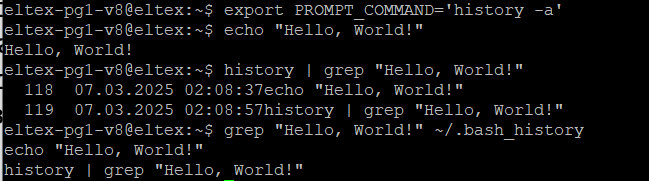 eltex-pg1-v8@eltex:~$ export PROMPT_COMMAND='history -a'
eltex-pg1-v8@eltex:~$ echo "Hello, World!"
Hello, World!
eltex-pg1-v8@eltex:~$ history | grep "Hello, World!"
  118  07.03.2025 02:08:37echo "Hello, World!"
  119  07.03.2025 02:08:57history | grep "Hello, World!"
eltex-pg1-v8@eltex:~$ grep "Hello, World!" ~/.bash_history
echo "Hello, World!"
history | grep "Hello, World!"